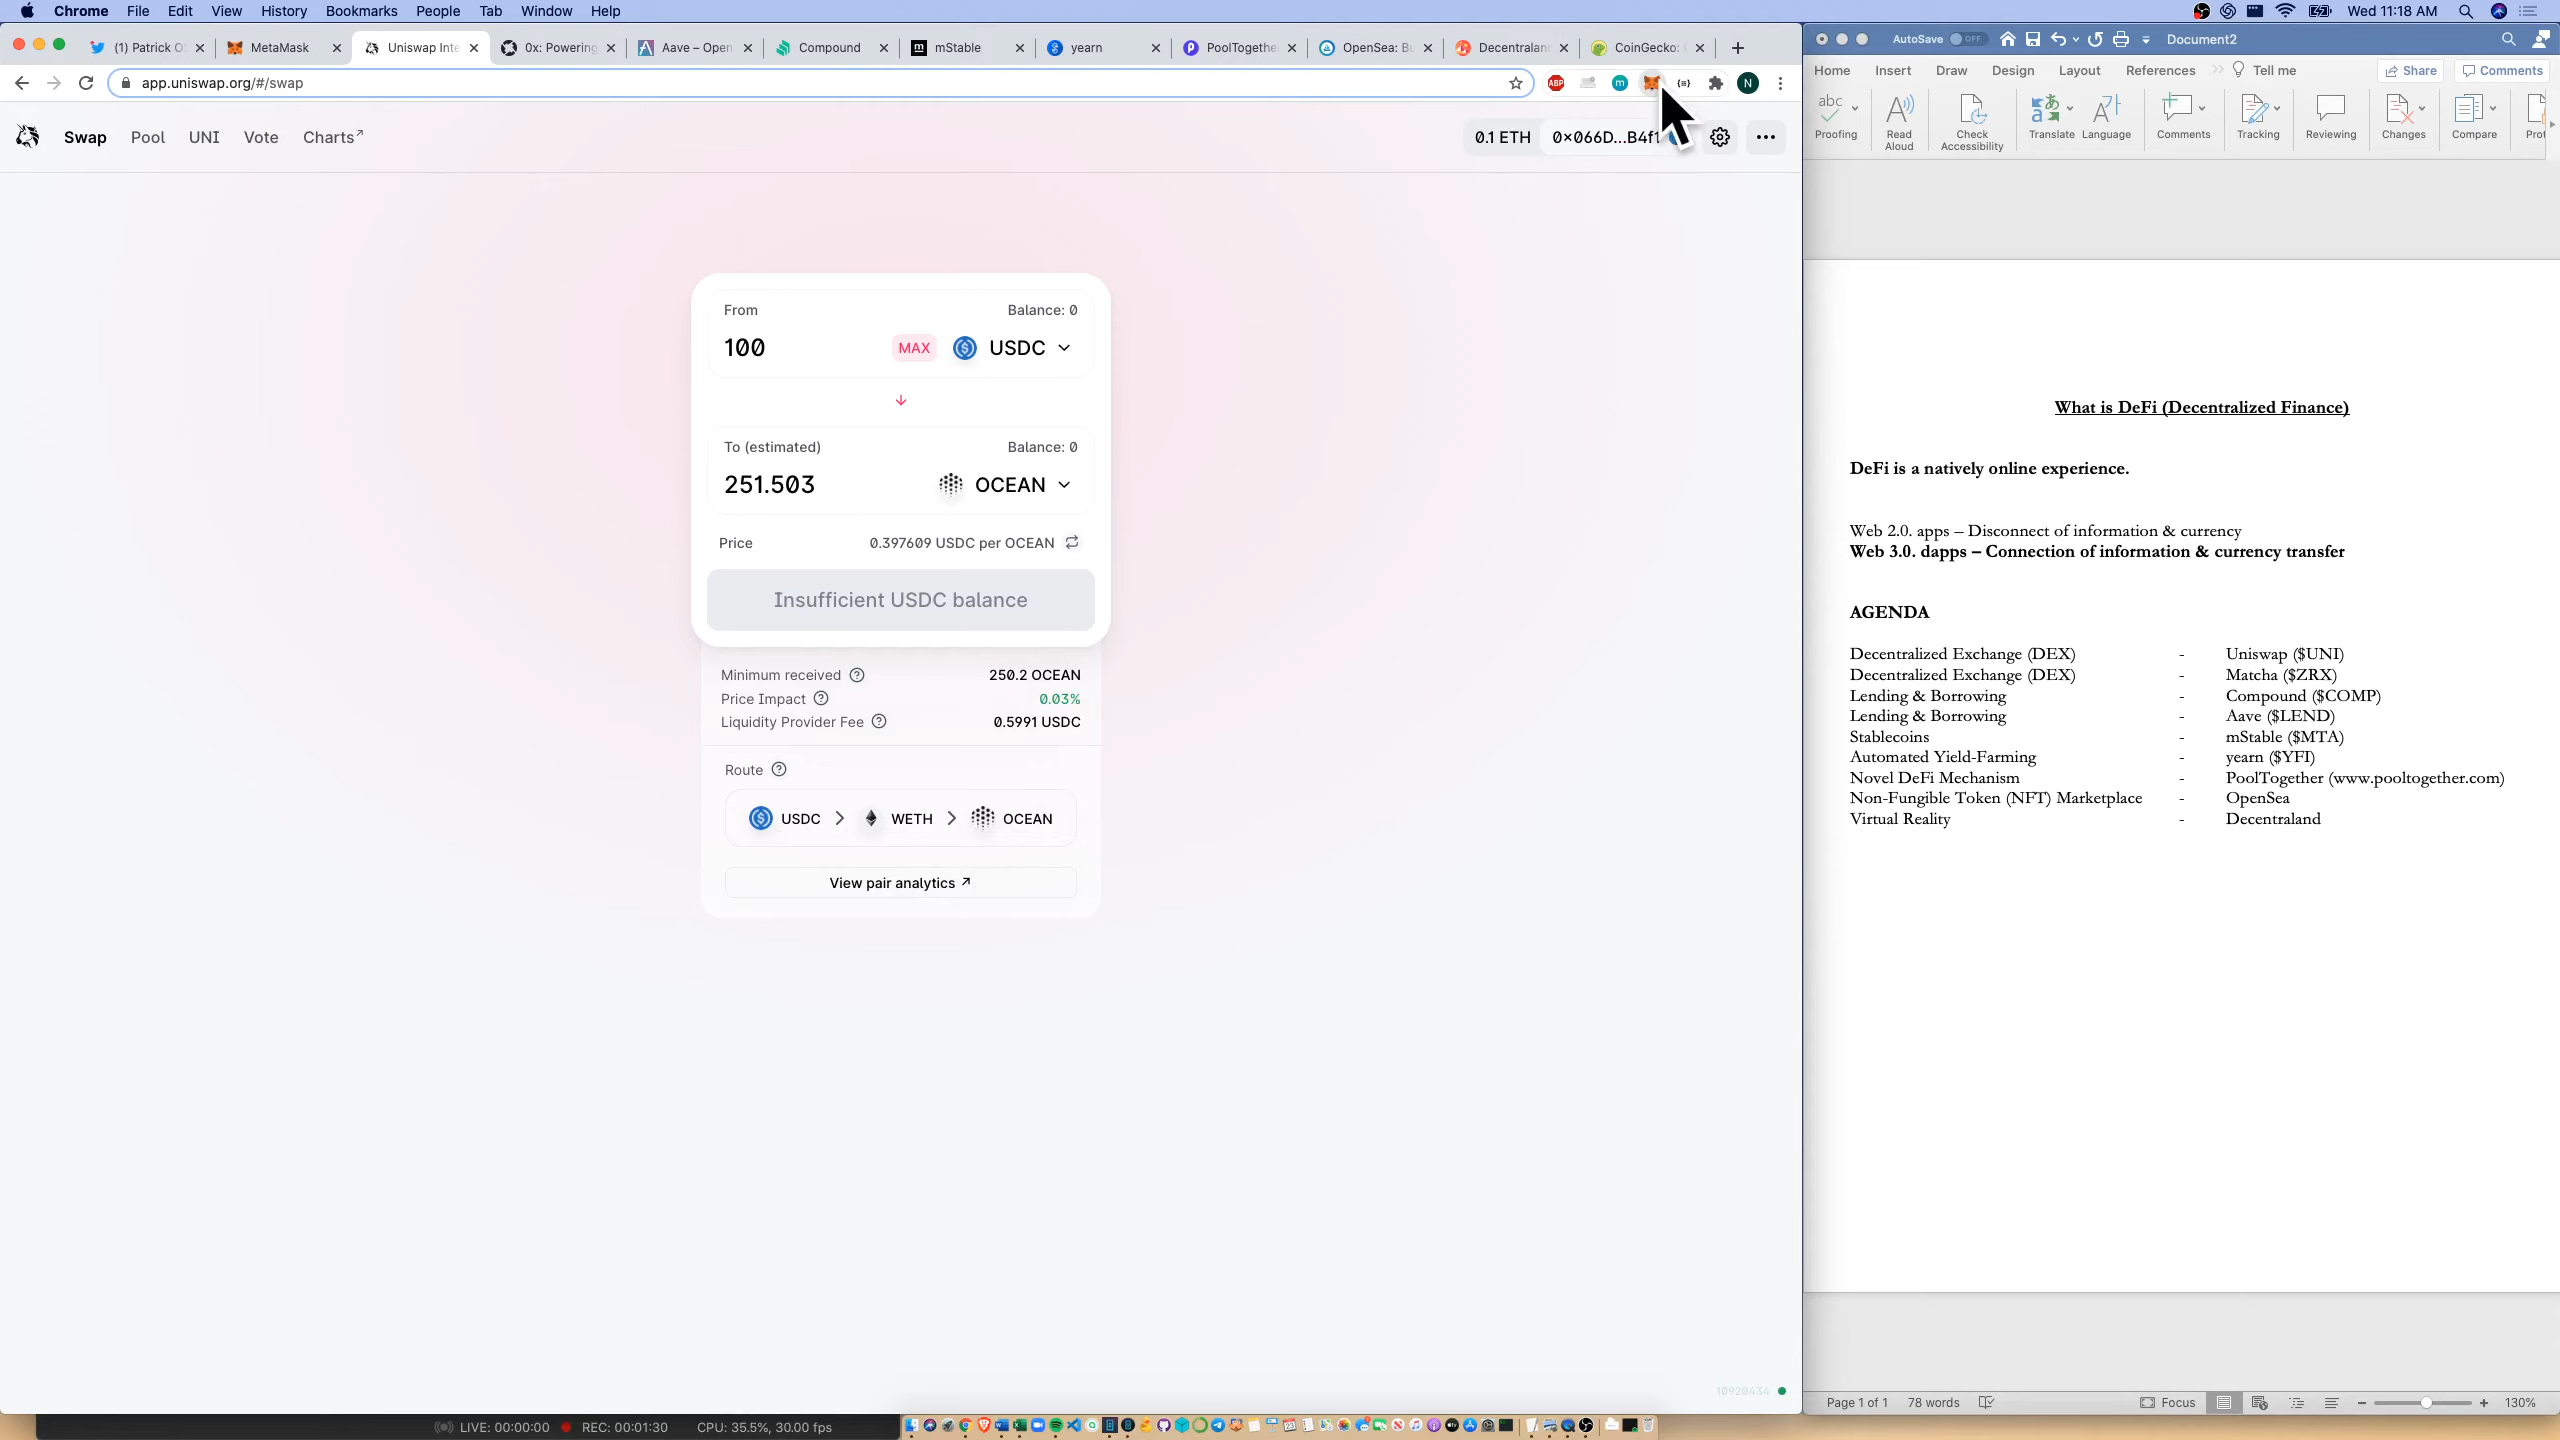 Chrome File Edit View History Bookmarks People Tab Window Help
Wed 11:18 AM
(1) Patrick O
MetaMask
Uniswap Inte
0x: Powering
Aave – Open
Compound
mStable
yearn
PoolTogethe
OpenSea: B
Decentralan
CoinGecko:
app.uniswap.org/#/swap
ABP
m
N
Swap Pool UNI Vote Charts
0.1 ETH 0×066D...B4f1
From Balance: 0
100 MAX USDC
To (estimated) Balance: 0
251.503 OCEAN
Price 0.397609 USDC per OCEAN
Insufficient USDC balance
Minimum received 250.2 OCEAN
Price Impact 0.03%
Liquidity Provider Fee 0.5991 USDC
Route
USDC > WETH > OCEAN
View pair analytics ↗
10920434
LIVE: 00:00:00 REC: 00:01:30 CPU: 35.5%, 30.00 fps
AutoSave OFF Document2
Home Insert Draw Design Layout References Tell me Share Comments
Proofing Read Aloud Check Accessibility Translate Language Comments Tracking Reviewing Changes Compare Prot
What is DeFi (Decentralized Finance)
DeFi is a natively online experience.
Web 2.0. apps – Disconnect of information & currency
Web 3.0. dapps – Connection of information & currency transfer
AGENDA
Decentralized Exchange (DEX) - Uniswap ($UNI)
Decentralized Exchange (DEX) - Matcha ($ZRX)
Lending & Borrowing - Compound ($COMP)
Lending & Borrowing - Aave ($LEND)
Stablecoins - mStable ($MTA)
Automated Yield-Farming - yearn ($YFI)
Novel DeFi Mechanism - PoolTogether (www.pooltogether.com)
Non-Fungible Token (NFT) Marketplace - OpenSea
Virtual Reality - Decentraland
Page 1 of 1 78 words Focus 130%